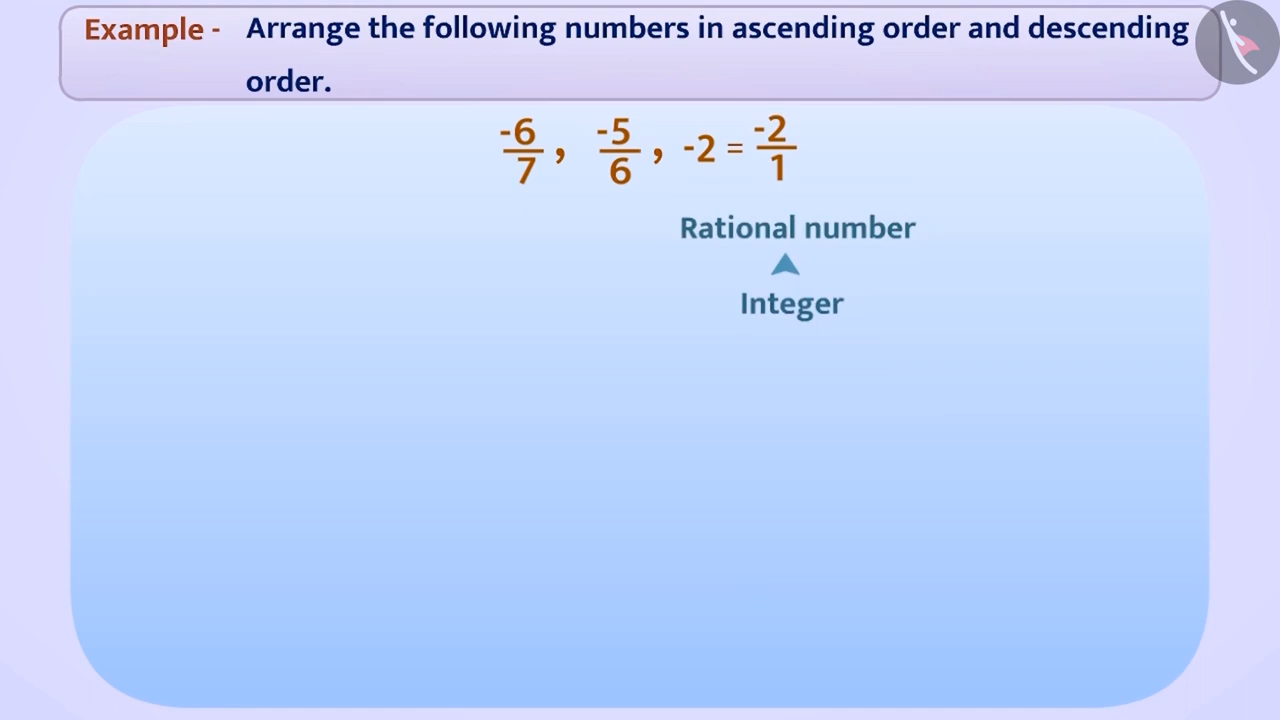 Example - Arrange the following numbers in ascending order and descending
order.
-6/7 , -5/6 , -2 = -2/1
Rational number
Integer